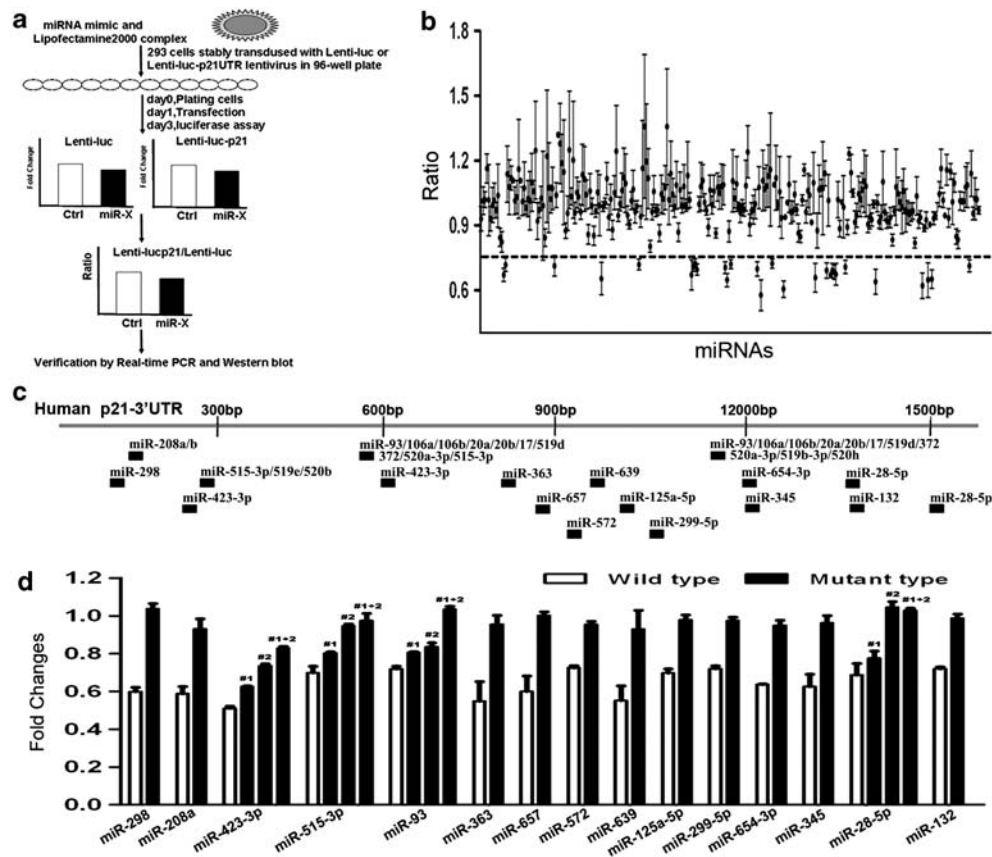 a
miRNA mimic and
Lipofectamine2000 complex
293 cells stably transdused with Lenti-luc or
Lenti-luc-p21UTR lentivirus in 96-well plate
day0,Plating cells
day1,Transfection
day3,luciferase assay
Lenti-luc
Lenti-luc-p21
Fold Change
Fold Change
Ctrl
miR-X
Ctrl
miR-X
Lenti-lucp21/Lenti-luc
Ratio
Ctrl
miR-X
Verification by Real-time PCR and Western blot
b
1.8
1.5
1.2
0.9
0.6
Ratio
miRNAs
c
Human p21-3'UTR
300bp
600bp
900bp
12000bp
1500bp
miR-208a/b
miR-93/106a/106b/20a/20b/17/519d
372/520a-3p/515-3p
miR-93/106a/106b/20a/20b/17/519d/372
520a-3p/519b-3p/520h
miR-298
miR-515-3p/519e/520b
miR-423-3p
miR-363
miR-639
miR-654-3p
miR-28-5p
miR-423-3p
miR-657
miR-125a-5p
miR-345
miR-132
miR-28-5p
miR-572
miR-299-5p
d
1.2
1.0
0.8
0.6
0.4
0.2
0.0
Fold Changes
Wild type
Mutant type
#1
#2
#1+2
#1
#2
#1+2
#1
#2
#1+2
#1
#2
#1+2
miR-298
miR-208a
miR-423-3p
miR-515-3p
miR-93
miR-363
miR-657
miR-572
miR-639
miR-125a-5p
miR-299-5p
miR-654-3p
miR-345
miR-28-5p
miR-132